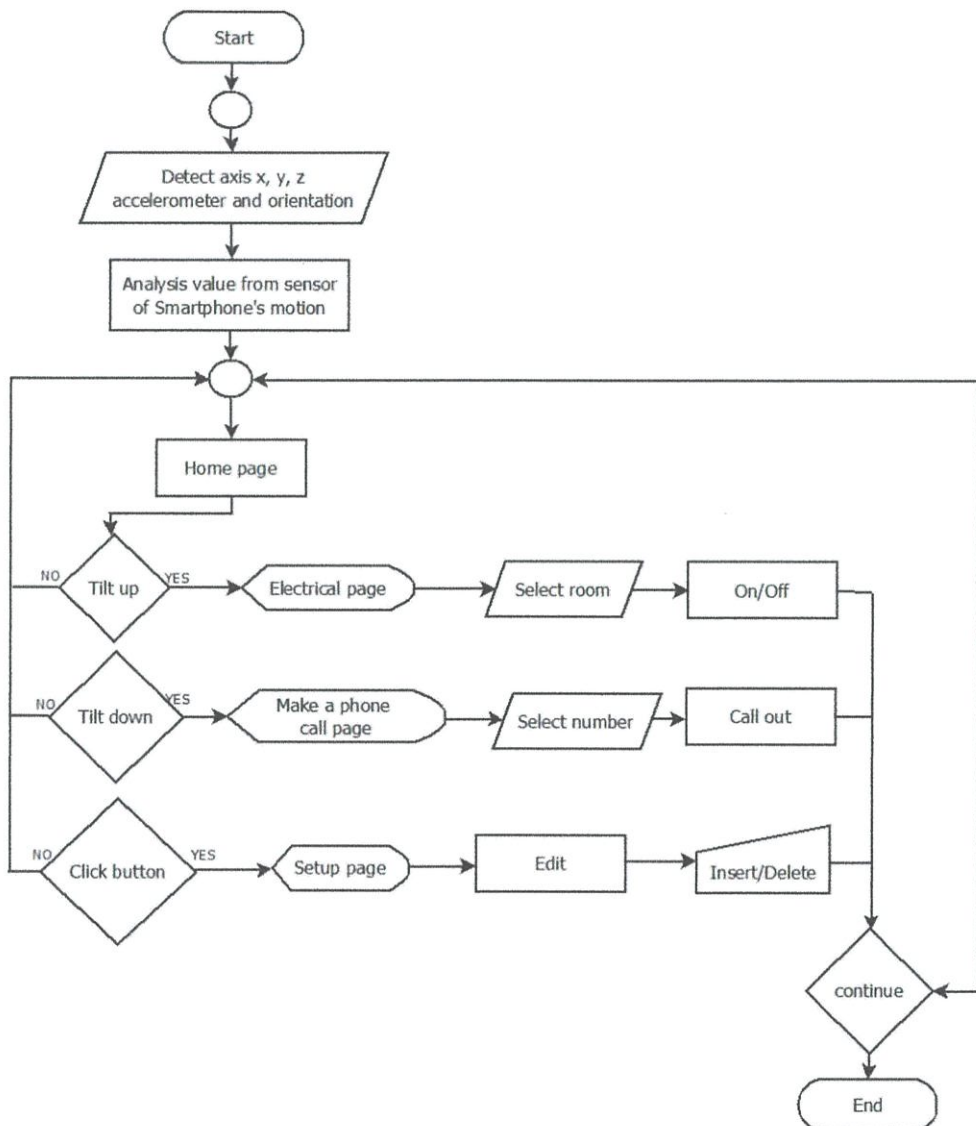 Start
Detect axis x, y, z
accelerometer and orientation
Analysis value from sensor
of Smartphone's motion
Home page
NO
Tilt up
YES
Electrical page
Select room
On/Off
NO
Tilt down
YES
Make a phone
call page
Select number
Call out
NO
Click button
YES
Setup page
Edit
Insert/Delete
continue
End